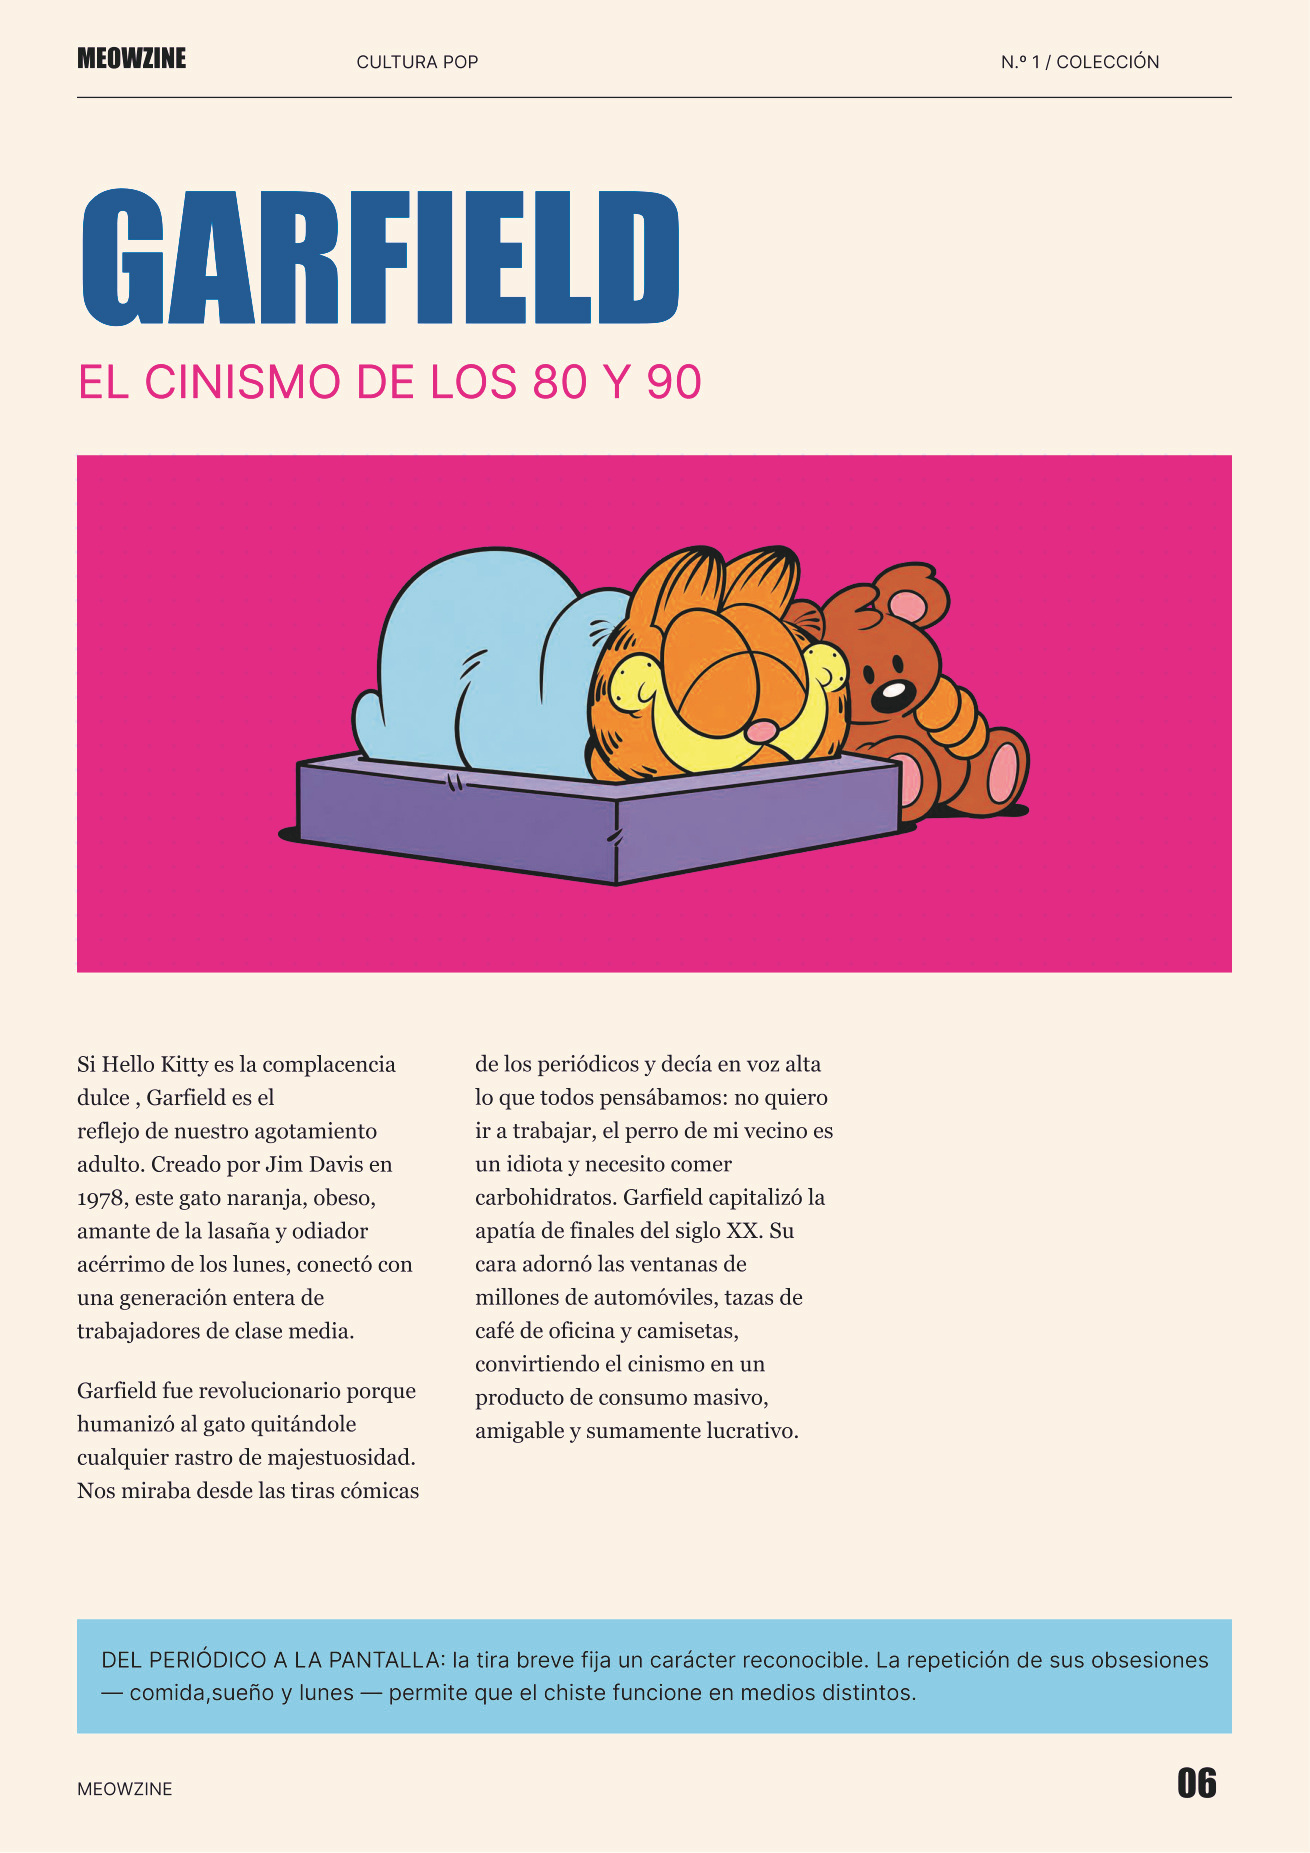 MEOWZINE
CULTURA POP
N.º 1 / COLECCIÓN
GARFIELD
EL CINISMO DE LOS 80 Y 90
Si Hello Kitty es la complacencia
dulce , Garfield es el
reflejo de nuestro agotamiento
adulto. Creado por Jim Davis en
1978, este gato naranja, obeso,
amante de la lasaña y odiador
acérrimo de los lunes, conectó con
una generación entera de
trabajadores de clase media.
Garfield fue revolucionario porque
humanizó al gato quitándole
cualquier rastro de majestuosidad.
Nos miraba desde las tiras cómicas
de los periódicos y decía en voz alta
lo que todos pensábamos: no quiero
ir a trabajar, el perro de mi vecino es
un idiota y necesito comer
carbohidratos. Garfield capitalizó la
apatía de finales del siglo XX. Su
cara adornó las ventanas de
millones de automóviles, tazas de
café de oficina y camisetas,
convirtiendo el cinismo en un
producto de consumo masivo,
amigable y sumamente lucrativo.
DEL PERIÓDICO A LA PANTALLA: la tira breve fija un carácter reconocible. La repetición de sus obsesiones
— comida,sueño y lunes — permite que el chiste funcione en medios distintos.
MEOWZINE
06